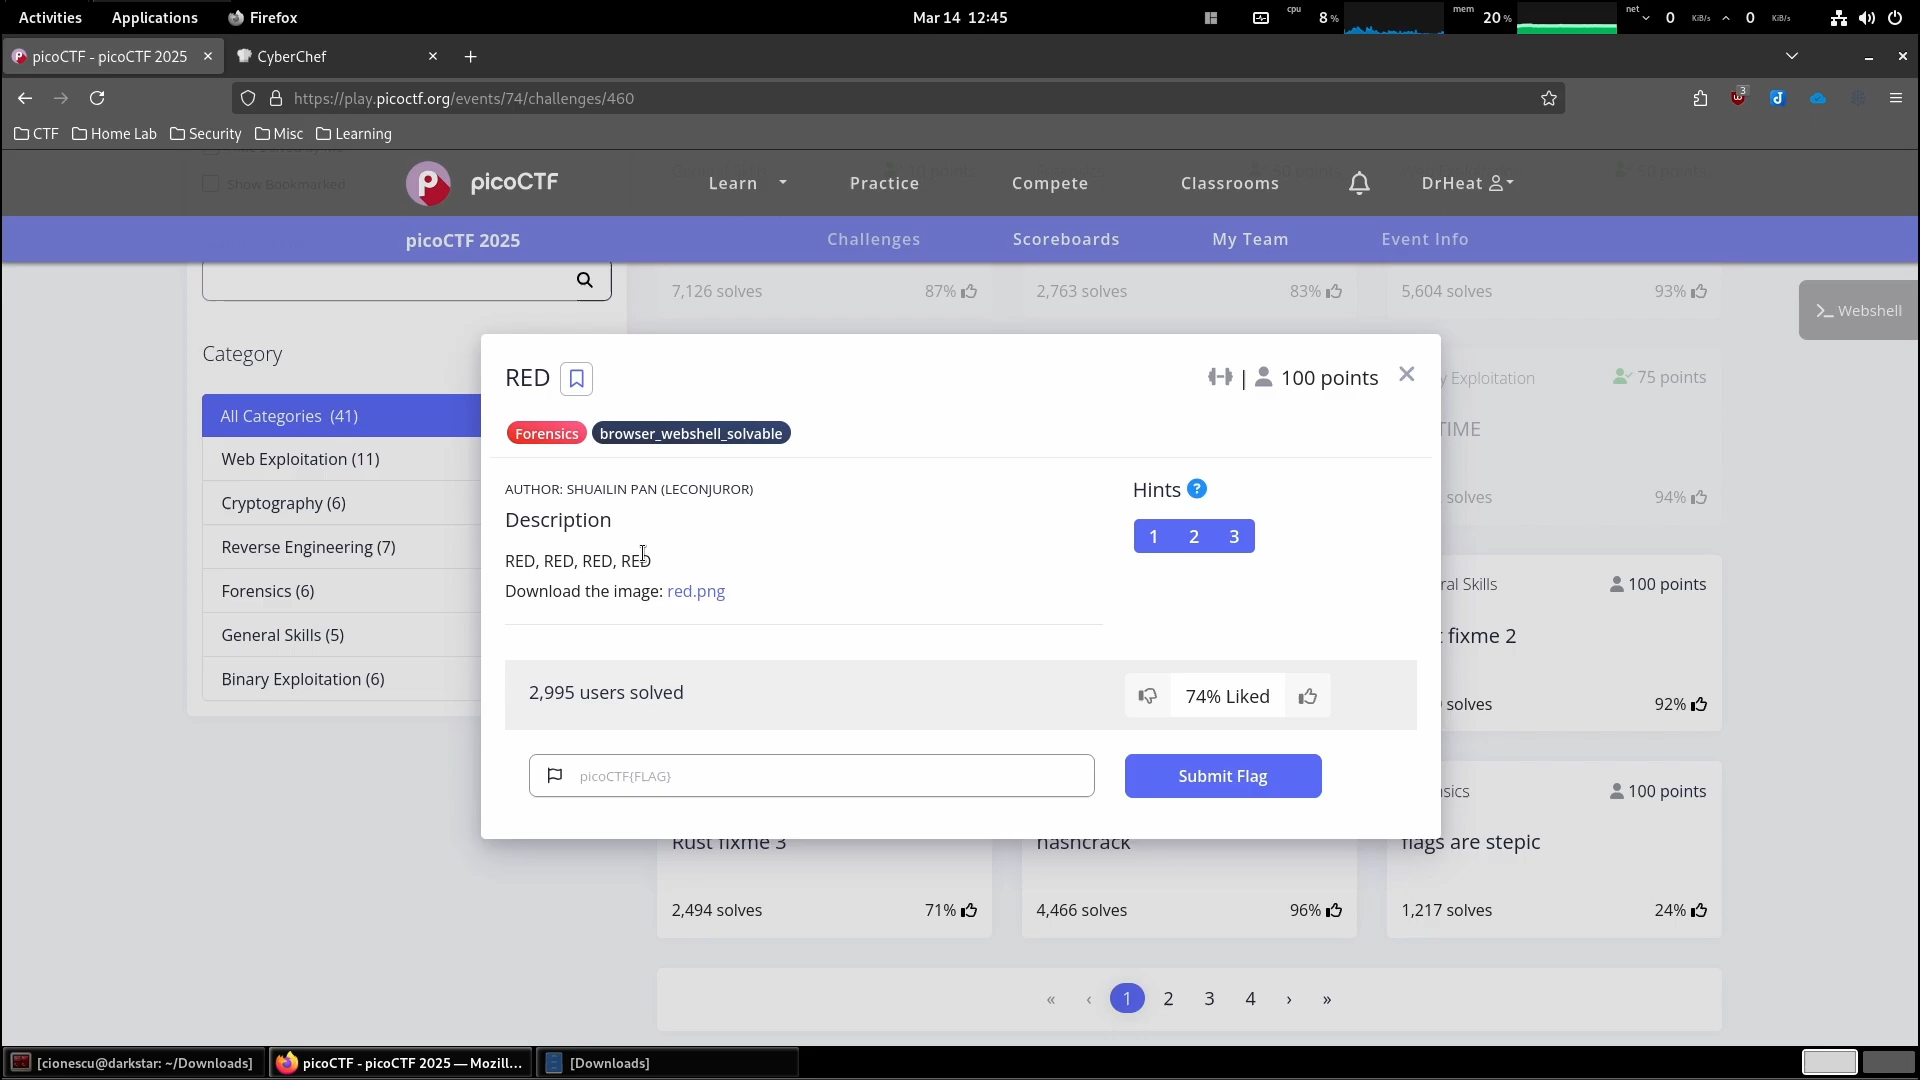 Activities Applications Firefox Mar 14 12:45 cpu 8 % mem 20 % net 0 KiB/s 0 KiB/s
picoCTF - picoCTF 2025 CyberChef
https://play.picoctf.org/events/74/challenges/460 3
CTF Home Lab Security Misc Learning
Show Bookmarked
picoCTF Learn Practice Compete Classrooms DrHeat
picoCTF 2025 Challenges Scoreboards My Team Event Info
7,126 solves 87% 2,763 solves 83% 5,604 solves 93%
Webshell
Category
RED | 100 points
y Exploitation 75 points
All Categories (41)
Forensics browser_webshell_solvable
TIME
Web Exploitation (11)
AUTHOR: SHUAILIN PAN (LECONJUROR)
Hints ?
solves 94%
Cryptography (6)
Description
1 2 3
Reverse Engineering (7)
RED, RED, RED, RED
Download the image: red.png
Forensics (6)
ral Skills 100 points
General Skills (5)
t fixme 2
Binary Exploitation (6)
2,995 users solved 74% Liked
solves 92%
picoCTF{FLAG} Submit Flag
nsics 100 points
Rust fixme 3 hashcrack flags are stepic
2,494 solves 71% 4,466 solves 96% 1,217 solves 24%
« ‹ 1 2 3 4 › »
[cionescu@darkstar: ~/Downloads] picoCTF - picoCTF 2025 — Mozill... [Downloads]